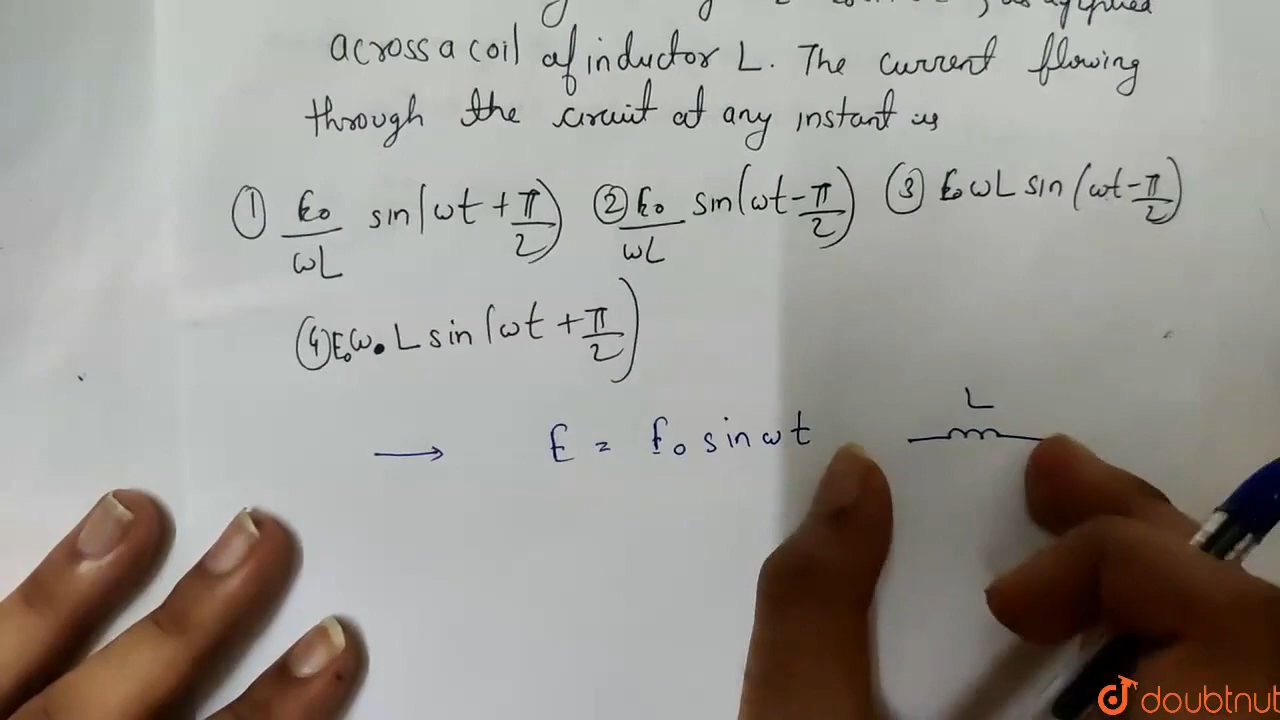 across a coil of inductor L. The current flowing
through the circuit at any instant is
① E₀/ωL sin(ωt + π/2) ② E₀/ωL sin(ωt - π/2) ③ E₀ωL sin(ωt - π/2)
④ E₀ω.L sin(ωt + π/2)
L
→ E = E₀ sin ωt
doubtnut